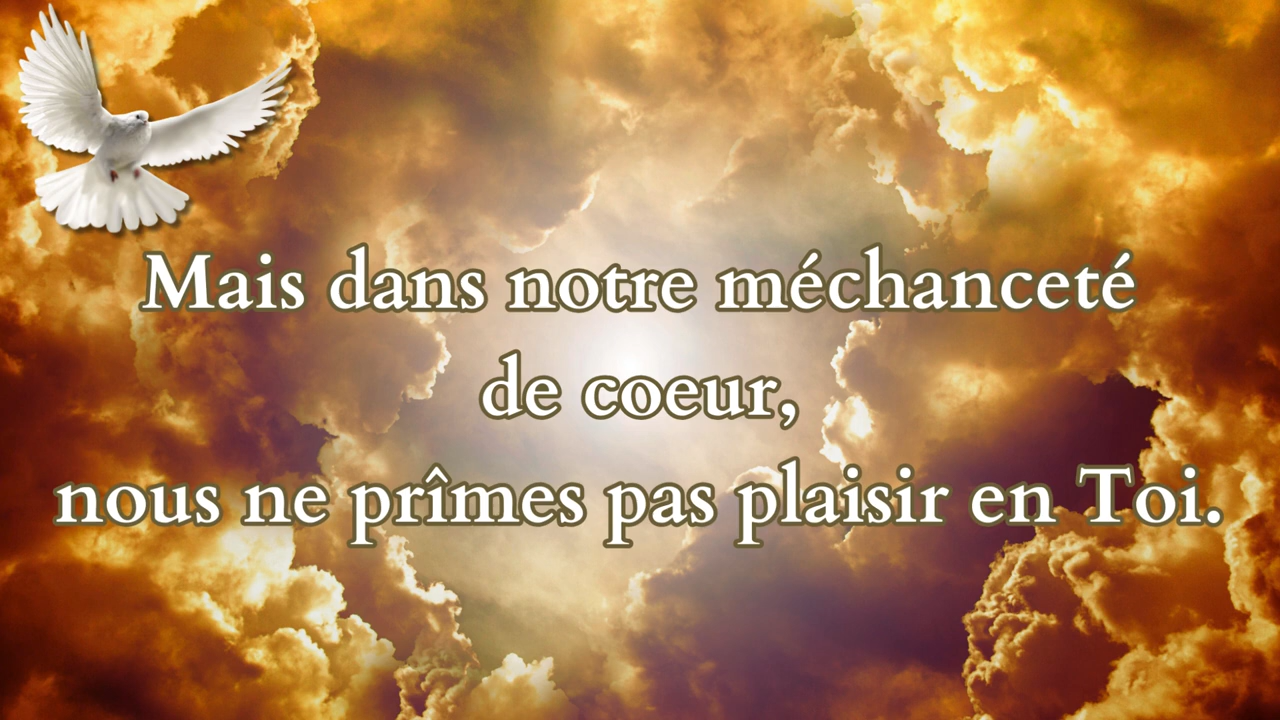 Mais dans notre méchanceté
de coeur,
nous ne prîmes pas plaisir en Toi.